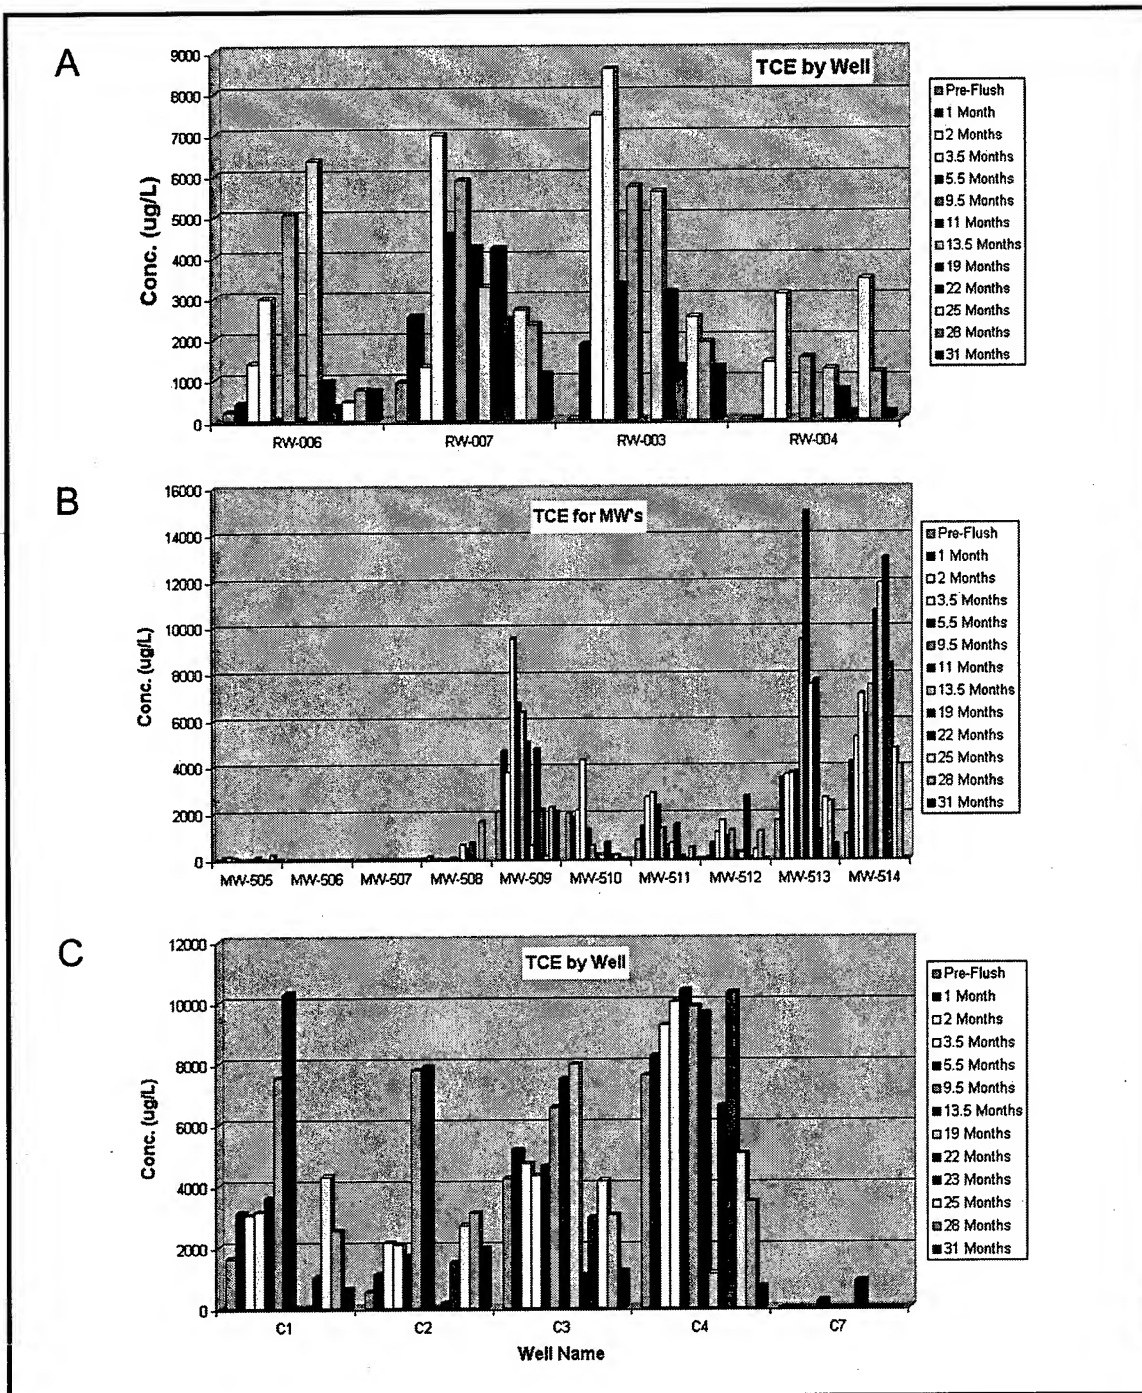 A
TCE by Well
Conc. (ug/L)
9000
8000
7000
6000
5000
4000
3000
2000
1000
0
RW-006 RW-007 RW-003 RW-004
Pre-Flush
1 Month
2 Months
3.5 Months
5.5 Months
9.5 Months
11 Months
13.5 Months
19 Months
22 Months
25 Months
28 Months
31 Months
B
TCE for MW's
Conc. (ug/L)
16000
14000
12000
10000
8000
6000
4000
2000
0
MW-505 MW-506 MW-507 MW-508 MW-509 MW-510 MW-511 MW-512 MW-513 MW-514
Pre-Flush
1 Month
2 Months
3.5 Months
5.5 Months
9.5 Months
11 Months
13.5 Months
19 Months
22 Months
25 Months
28 Months
31 Months
C
TCE by Well
Conc. (ug/L)
12000
10000
8000
6000
4000
2000
0
C1 C2 C3 C4 C7
Well Name
Pre-Flush
1 Month
2 Months
3.5 Months
5.5 Months
9.5 Months
13.5 Months
19 Months
22 Months
23 Months
25 Months
28 Months
31 Months